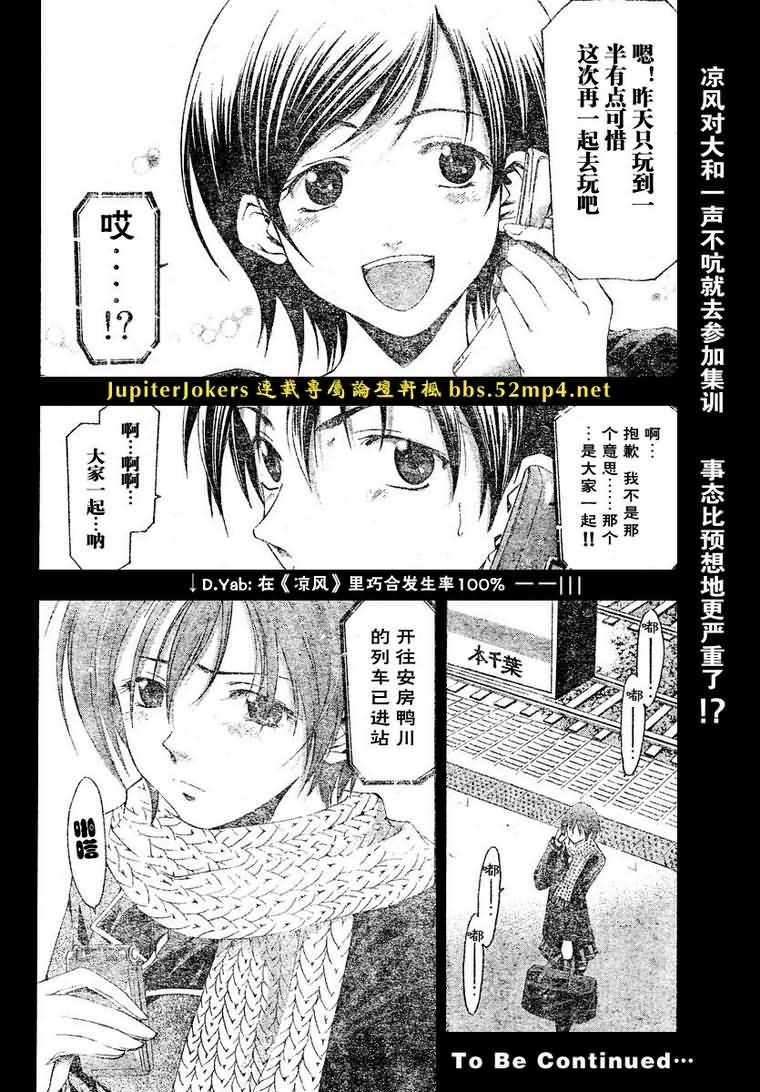 嗯！昨天只玩到一
半有点可惜
这次再一起去玩吧
哎……!?
JupiterJokers 連載專屬論壇軒楓 bbs.52mp4.net
啊…
抱歉 我不是那
个意思……那个
…是大家一起!!
啊…啊啊…
大家一起…呐
↓D.Yab: 在《凉风》里巧合发生率100% ——|||
本千葉
嘟——
嘟——
嘟——
嘟——
开往安房鸭川
的列车已进站
啪嗒
To Be Continued…
凉风对大和一声不吭就去参加集训
事态比预想地更严重了!?